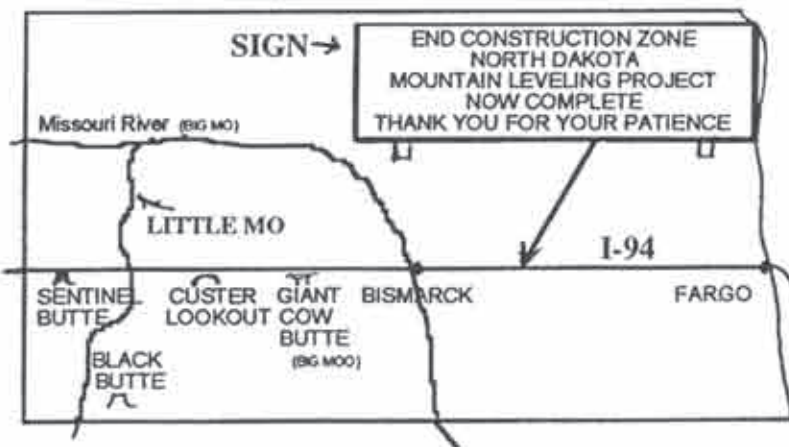 SIGN→
END CONSTRUCTION ZONE
NORTH DAKOTA
MOUNTAIN LEVELING PROJECT
NOW COMPLETE
THANK YOU FOR YOUR PATIENCE
Missouri River (BIG MO)
LITTLE MO
I-94
SENTINEL
BUTTE
CUSTER
LOOKOUT
GIANT
COW
BUTTE
(BIG MOO)
BISMARCK
FARGO
BLACK
BUTTE